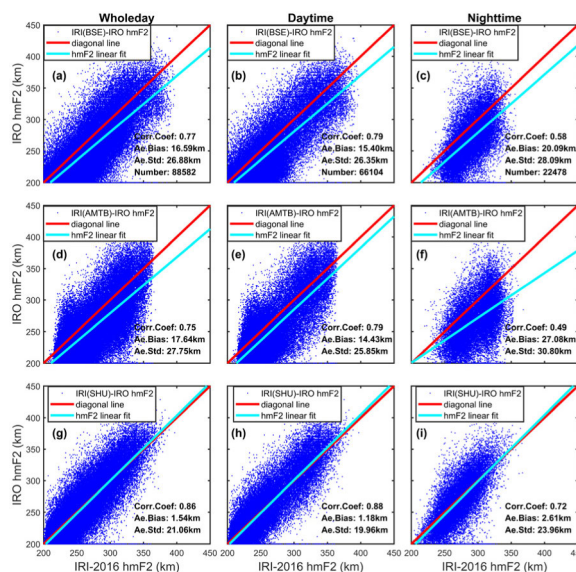 Wholeday
Daytime
Nighttime
450
400
350
300
250
200
IRO hmF2 (km)
IRI(BSE)-IRO hmF2
diagonal line
hmF2 linear fit
(a)
Corr.Coef: 0.77
Ae.Bias: 16.59km
Ae.Std: 26.88km
Number: 88582
IRI(BSE)-IRO hmF2
diagonal line
hmF2 linear fit
(b)
Corr.Coef: 0.79
Ae.Bias: 15.40km
Ae.Std: 26.35km
Number: 66104
IRI(BSE)-IRO hmF2
diagonal line
hmF2 linear fit
(c)
Corr.Coef: 0.58
Ae.Bias: 20.09km
Ae.Std: 28.09km
Number: 22478
450
400
350
300
250
200
IRO hmF2 (km)
IRI(AMTB)-IRO hmF2
diagonal line
hmF2 linear fit
(d)
Corr.Coef: 0.75
Ae.Bias: 17.64km
Ae.Std: 27.75km
IRI(AMTB)-IRO hmF2
diagonal line
hmF2 linear fit
(e)
Corr.Coef: 0.79
Ae.Bias: 14.43km
Ae.Std: 25.85km
IRI(AMTB)-IRO hmF2
diagonal line
hmF2 linear fit
(f)
Corr.Coef: 0.49
Ae.Bias: 27.08km
Ae.Std: 30.80km
450
400
350
300
250
200
IRO hmF2 (km)
IRI(SHU)-IRO hmF2
diagonal line
hmF2 linear fit
(g)
Corr.Coef: 0.86
Ae.Bias: 1.54km
Ae.Std: 21.06km
200 250 300 350 400 450
IRI-2016 hmF2 (km)
IRI(SHU)-IRO hmF2
diagonal line
hmF2 linear fit
(h)
Corr.Coef: 0.88
Ae.Bias: 1.18km
Ae.Std: 19.96km
200 250 300 350 400 450
IRI-2016 hmF2 (km)
IRI(SHU)-IRO hmF2
diagonal line
hmF2 linear fit
(i)
Corr.Coef: 0.72
Ae.Bias: 2.61km
Ae.Std: 23.96km
200 250 300 350 400
IRI-2016 hmF2 (km)